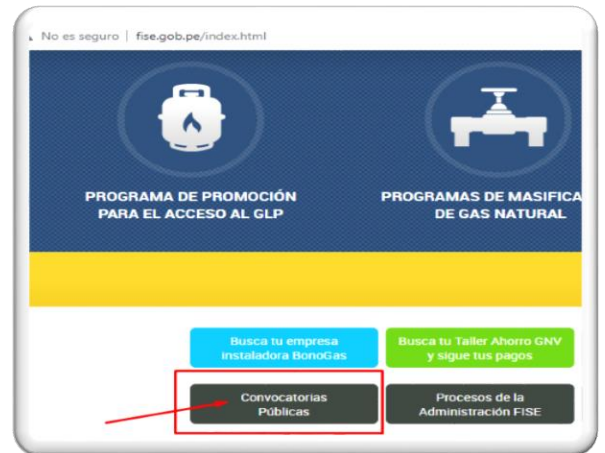 No es seguro | fise.gob.pe/index.html
PROGRAMA DE PROMOCIÓN
PARA EL ACCESO AL GLP
PROGRAMAS DE MASIFICA
DE GAS NATURAL
Busca tu empresa
instaladora BonoGas
Busca tu Taller Ahorro GNV
y sigue tus pagos
Convocatorias
Públicas
Procesos de la
Administración FISE